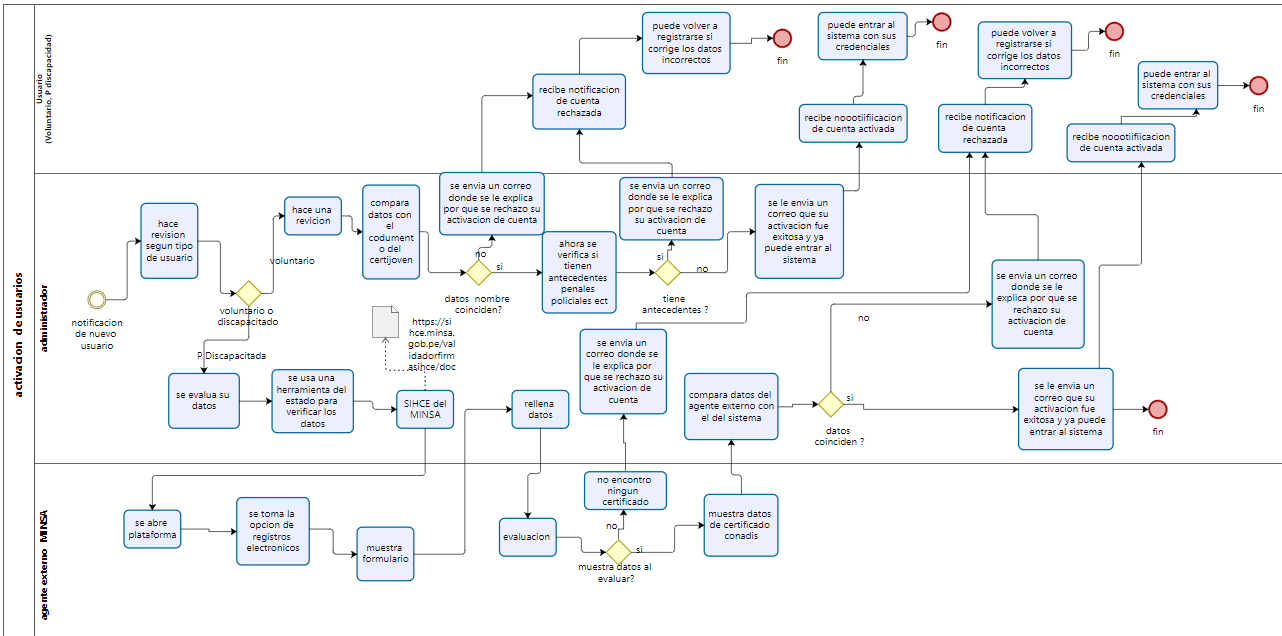 activacion de usuarios
Usuario
(Voluntario, P discapacidad)
puede volver a
registrarse si
corrige los datos
incorrectos
fin
recibe notificacion
de cuenta
rechazada
puede entrar al
sistema con sus
credenciales
fin
recibe noootiifiicacion
de cuenta activada
puede volver a
registrarse si
corrige los datos
incorrectos
fin
recibe notificacion
de cuenta
rechazada
puede entrar al
sistema con sus
credenciales
fin
recibe noootiifiicacion
de cuenta activada
administrador
notificacion
de nuevo
usuario
hace
revision
segun tipo
de usuario
voluntario o
discapacitado
voluntario
P Discapacitada
hace una
revicion
compara
datos con
el
codument
o del
certijoven
se envia un correo
donde se le explica
por que se rechazo su
activacion de cuenta
no
si
datos nombre
coinciden?
ahora se
verifica si
tienen
antecedentes
penales
policiales ect
se envia un correo
donde se le explica
por que se rechazo
su activacion de
cuenta
si
no
tiene
antecedentes ?
se le envia un
correo que su
activacion fue
exitosa y ya
puede entrar al
sistema
https://si
hce.minsa.
gob.pe/val
idadorfirm
asihce/doc
se evalua su
datos
se usa una
herramienta del
estado para
verificar los
datos
SIHCE del
MINSA
rellena
datos
se envia un
correo donde se
le explica por
que se rechazo su
activacion de
cuenta
compara datos del
agente externo con
el del sistema
no
si
datos
coinciden ?
se envia un correo
donde se le
explica por que se
rechazo su
activacion de
cuenta
se le envia un
correo que su
activacion fue
exitosa y ya puede
entrar al sistema
fin
agente externo MINSA
se abre
plataforma
se toma la
opcion de
registros
electronicos
muestra
formulario
evaluacion
no encontro
ningun
certificado
no
si
muestra datos al
evaluar?
muestra datos
de certificado
conadis